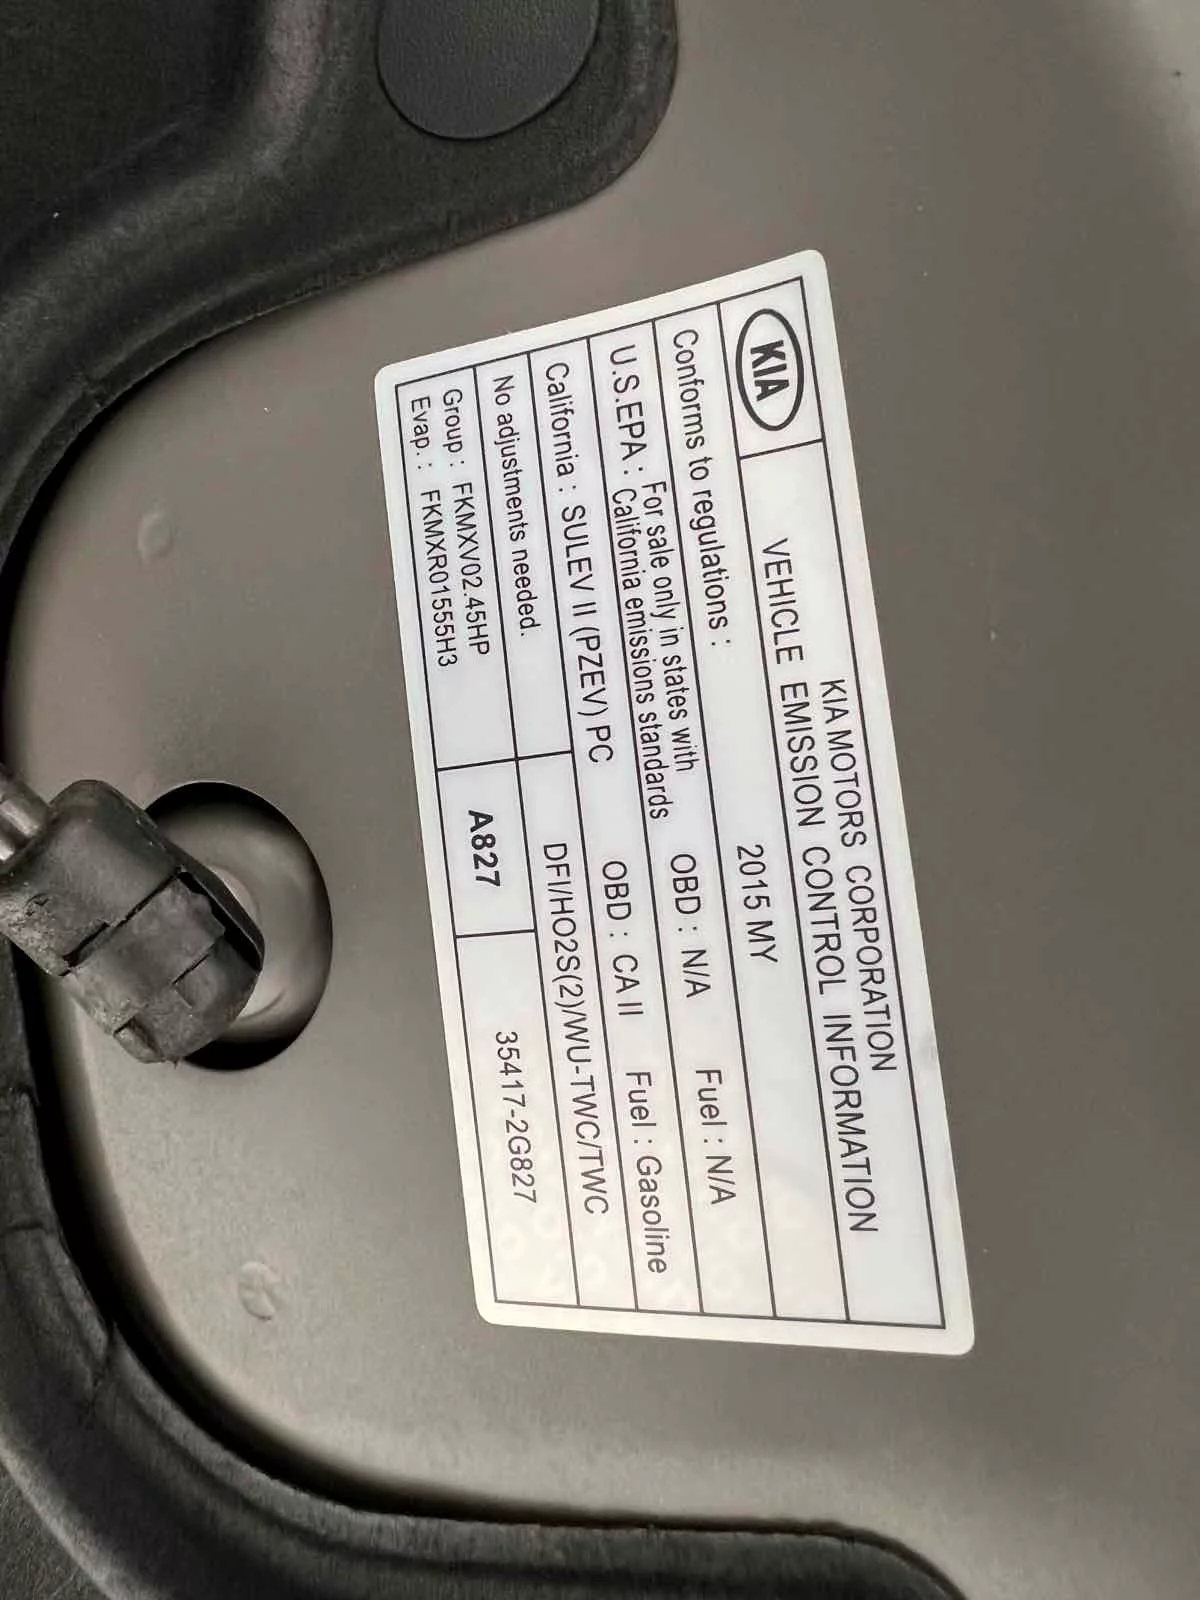 KIA
KIA MOTORS CORPORATION
VEHICLE EMISSION CONTROL INFORMATION
Conforms to regulations : 2015 MY
U.S.EPA : For sale only in states with California emissions standards OBD : N/A Fuel : N/A
California : SULEV II (PZEV) PC OBD : CA II Fuel : Gasoline
No adjustments needed. DFI/HO2S(2)/WU-TWC/TWC
Group : FKMXV02.45HP
Evap. : FKMXR01555H3
A827
35417-2G827